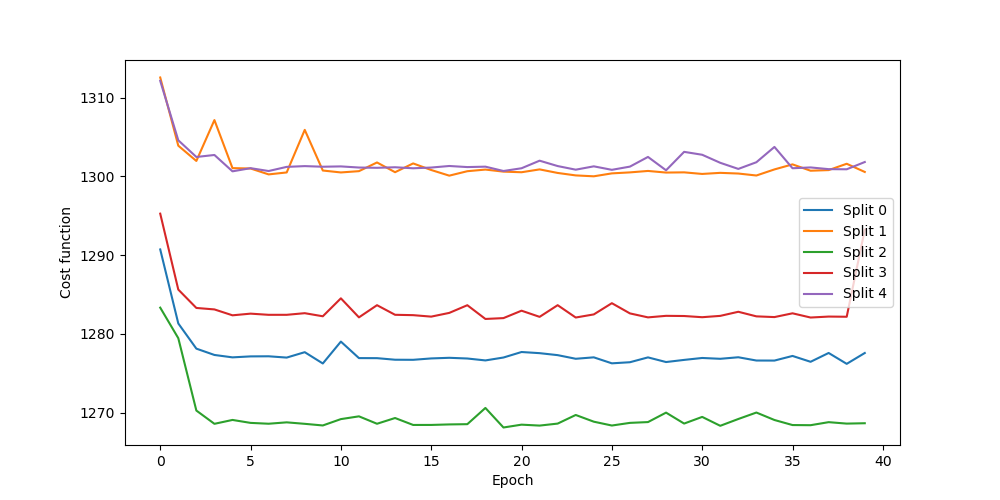 1310
1300
1290
1280
1270
Cost function
Split 0
Split 1
Split 2
Split 3
Split 4
0 5 10 15 20 25 30 35 40
Epoch